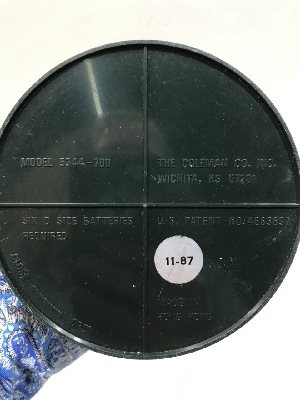 MODEL 5344-700
THE COLEMAN CO. INC.
WICHITA, KS 67201
SIX D SIZE BATTERIES
REQUIRED
U.S. PATENT NO.
11-87
MADE IN
HONG KONG